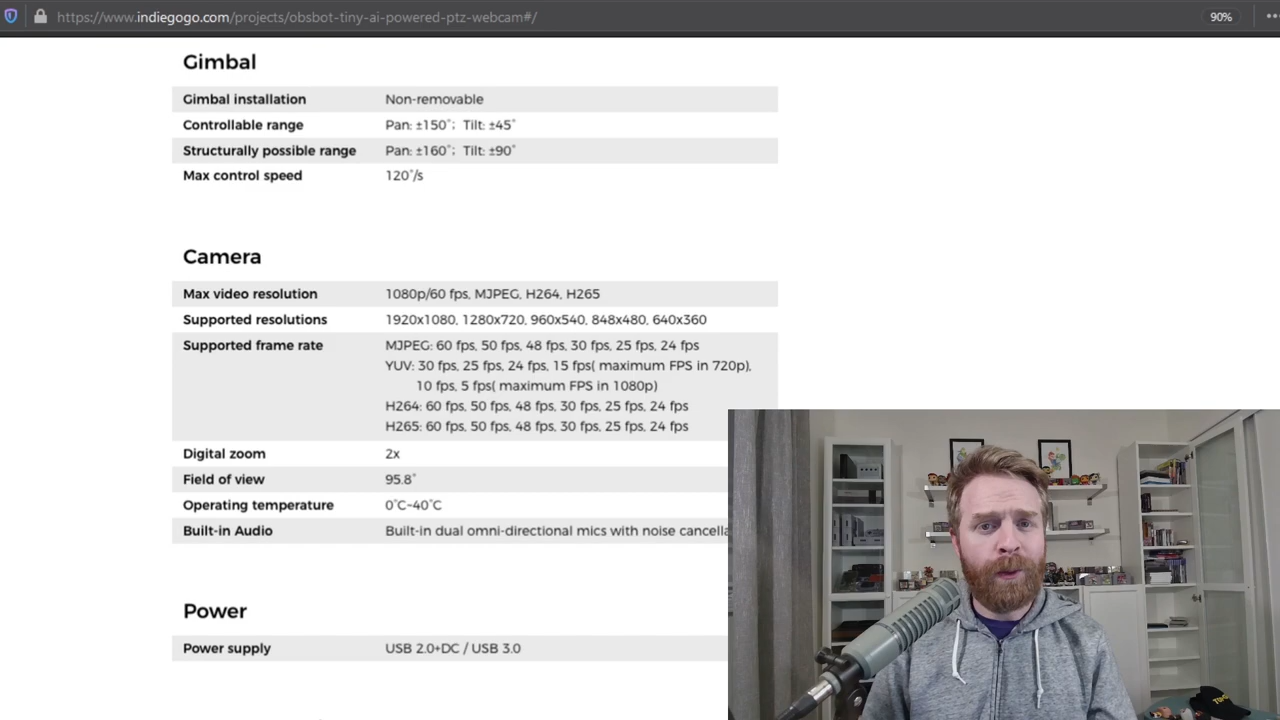 https://www.indiegogo.com/projects/obsbot-tiny-ai-powered-ptz-webcam#/
90%
Gimbal
Gimbal installation Non-removable
Controllable range Pan: ±150°; Tilt: ±45°
Structurally possible range Pan: ±160°; Tilt: ±90°
Max control speed 120°/s
Camera
Max video resolution 1080p/60 fps, MJPEG, H264, H265
Supported resolutions 1920x1080, 1280x720, 960x540, 848x480, 640x360
Supported frame rate MJPEG: 60 fps, 50 fps, 48 fps, 30 fps, 25 fps, 24 fps
YUV: 30 fps, 25 fps, 24 fps, 15 fps( maximum FPS in 720p),
10 fps, 5 fps( maximum FPS in 1080p)
H264: 60 fps, 50 fps, 48 fps, 30 fps, 25 fps, 24 fps
H265: 60 fps, 50 fps, 48 fps, 30 fps, 25 fps, 24 fps
Digital zoom 2x
Field of view 95.8°
Operating temperature 0°C~40°C
Built-in Audio Built-in dual omni-directional mics with noise cancella
Power
Power supply USB 2.0+DC / USB 3.0